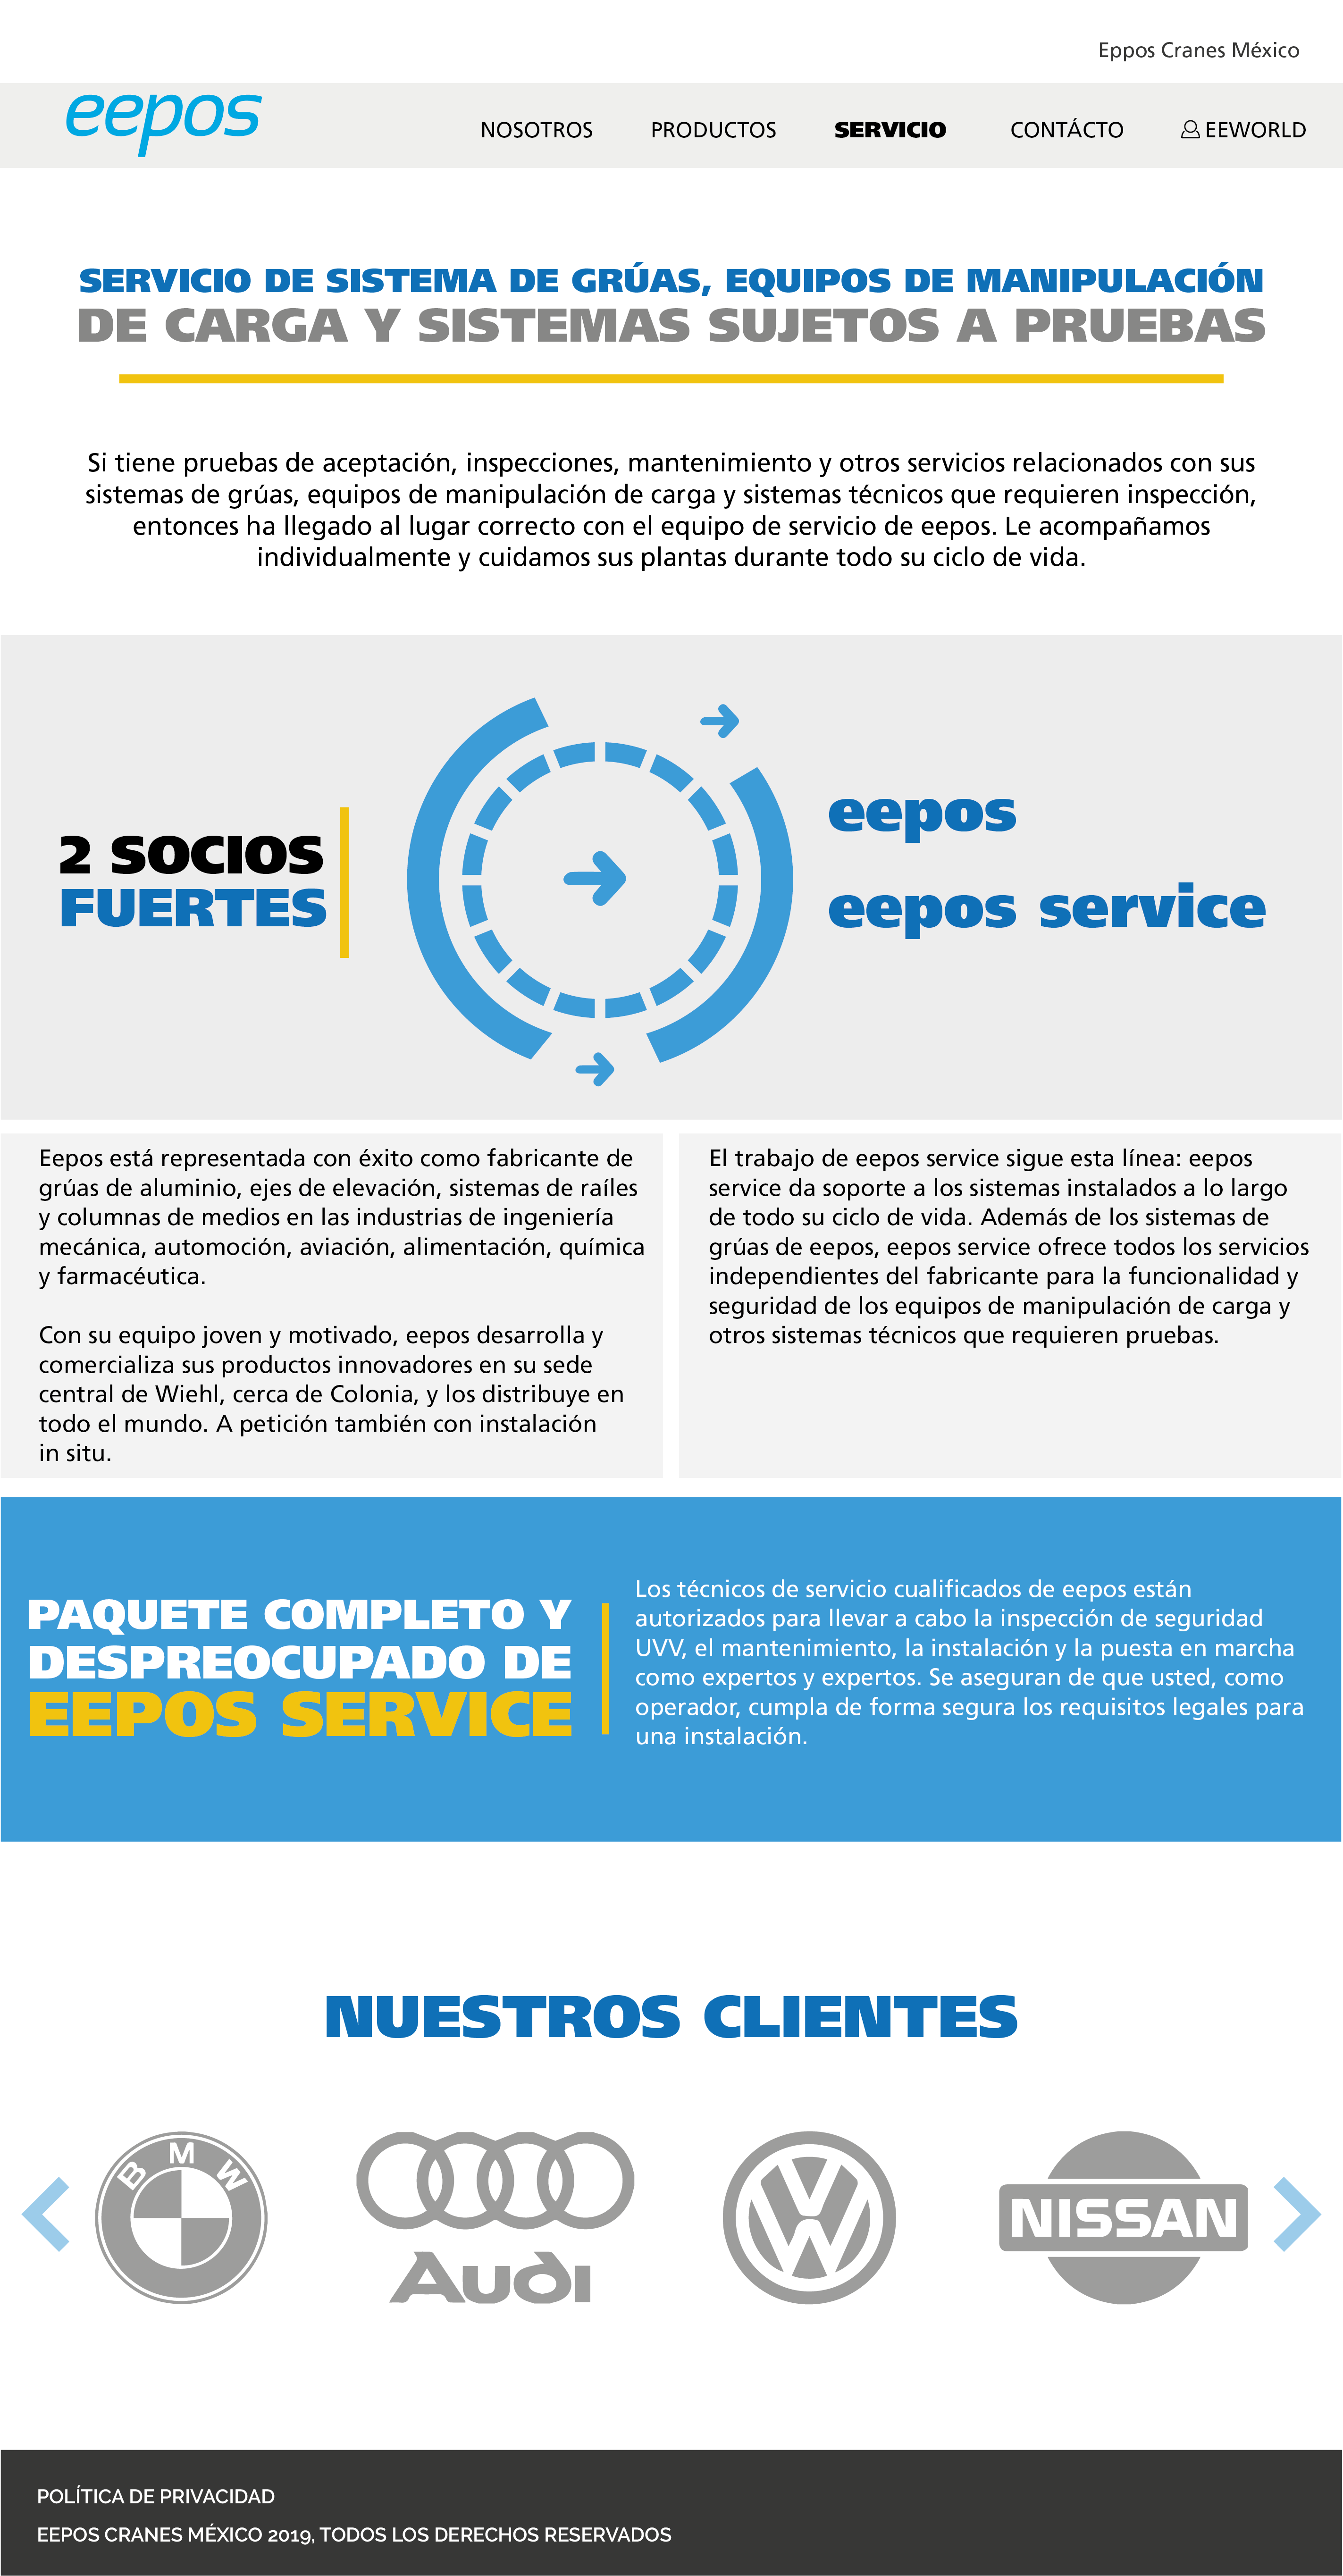 Eppos Cranes México
eepos
NOSOTROS PRODUCTOS SERVICIO CONTÁCTO EEWORLD
SERVICIO DE SISTEMA DE GRÚAS, EQUIPOS DE MANIPULACIÓN
DE CARGA Y SISTEMAS SUJETOS A PRUEBAS
Si tiene pruebas de aceptación, inspecciones, mantenimiento y otros servicios relacionados con sus
sistemas de grúas, equipos de manipulación de carga y sistemas técnicos que requieren inspección,
entonces ha llegado al lugar correcto con el equipo de servicio de eepos. Le acompañamos
individualmente y cuidamos sus plantas durante todo su ciclo de vida.
2 SOCIOS
FUERTES
eepos
eepos service
Eepos está representada con éxito como fabricante de
grúas de aluminio, ejes de elevación, sistemas de raíles
y columnas de medios en las industrias de ingeniería
mecánica, automoción, aviación, alimentación, química
y farmacéutica.
Con su equipo joven y motivado, eepos desarrolla y
comercializa sus productos innovadores en su sede
central de Wiehl, cerca de Colonia, y los distribuye en
todo el mundo. A petición también con instalación
in situ.
El trabajo de eepos service sigue esta línea: eepos
service da soporte a los sistemas instalados a lo largo
de todo su ciclo de vida. Además de los sistemas de
grúas de eepos, eepos service ofrece todos los servicios
independientes del fabricante para la funcionalidad y
seguridad de los equipos de manipulación de carga y
otros sistemas técnicos que requieren pruebas.
PAQUETE COMPLETO Y
DESPREOCUPADO DE
EEPOS SERVICE
Los técnicos de servicio cualificados de eepos están
autorizados para llevar a cabo la inspección de seguridad
UVV, el mantenimiento, la instalación y la puesta en marcha
como expertos y expertos. Se aseguran de que usted, como
operador, cumpla de forma segura los requisitos legales para
una instalación.
NUESTROS CLIENTES
BMW
Audi
VW
NISSAN
POLÍTICA DE PRIVACIDAD
EEPOS CRANES MÉXICO 2019, TODOS LOS DERECHOS RESERVADOS